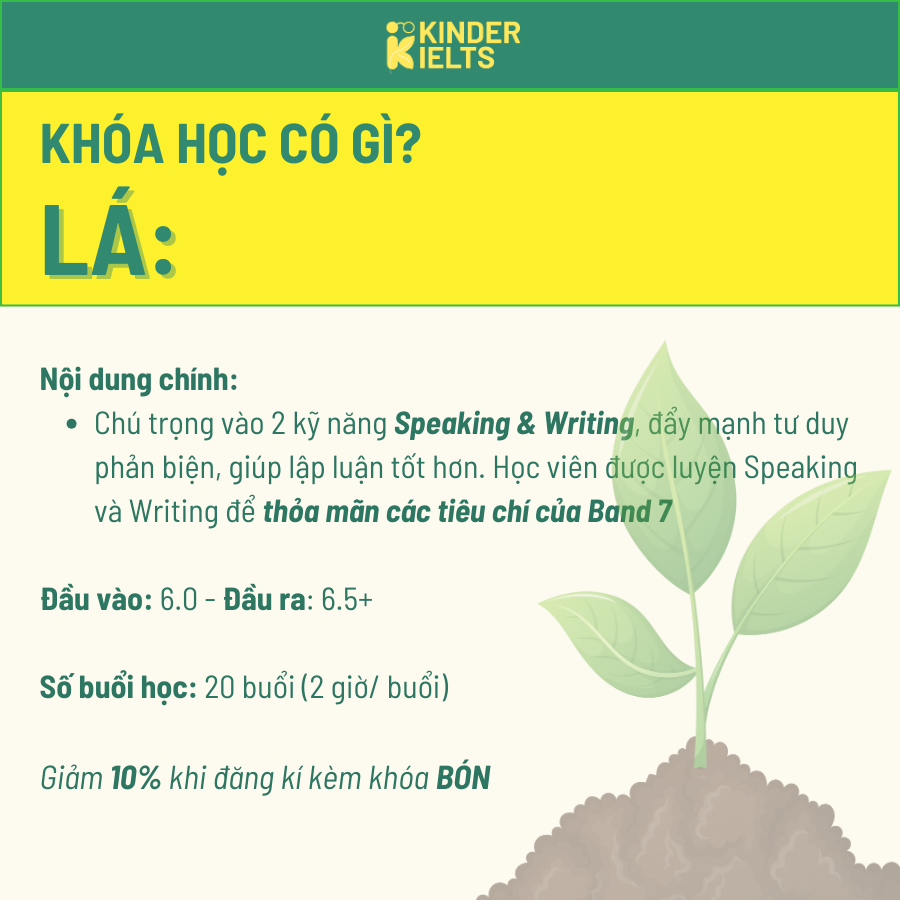 KINDER
IELTS
KHÓA HỌC CÓ GÌ?
LÁ:
Nội dung chính:
• Chú trọng vào 2 kỹ năng Speaking & Writing, đẩy mạnh tư duy
phản biện, giúp lập luận tốt hơn. Học viên được luyện Speaking
và Writing để thỏa mãn các tiêu chí của Band 7
Đầu vào: 6.0 - Đầu ra: 6.5+
Số buổi học: 20 buổi (2 giờ/ buổi)
Giảm 10% khi đăng kí kèm khóa BÓN